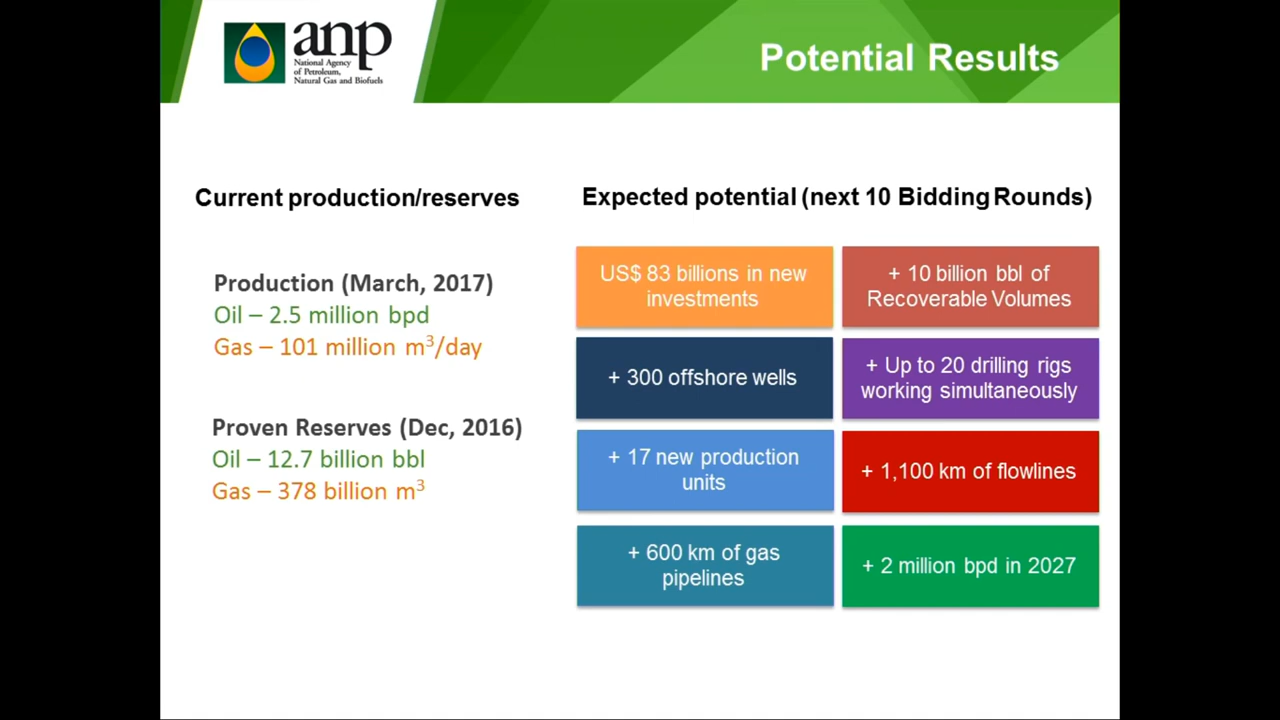 anp
National Agency
of Petroleum,
Natural Gas and Biofuels
Potential Results
Current production/reserves
Production (March, 2017)
Oil – 2.5 million bpd
Gas – 101 million m³/day
Proven Reserves (Dec, 2016)
Oil – 12.7 billion bbl
Gas – 378 billion m³
Expected potential (next 10 Bidding Rounds)
US$ 83 billions in new
investments
+ 10 billion bbl of
Recoverable Volumes
+ 300 offshore wells
+ Up to 20 drilling rigs
working simultaneously
+ 17 new production
units
+ 1,100 km of flowlines
+ 600 km of gas
pipelines
+ 2 million bpd in 2027